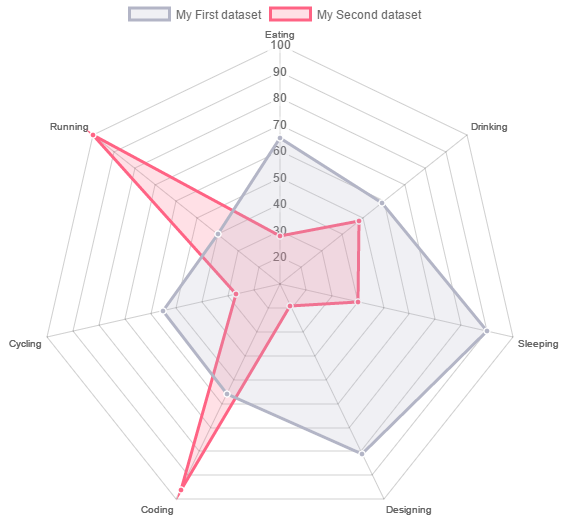 My First dataset My Second dataset
Eating
100
90
80
70
60
50
40
30
20
Running
Drinking
Cycling
Sleeping
Coding
Designing